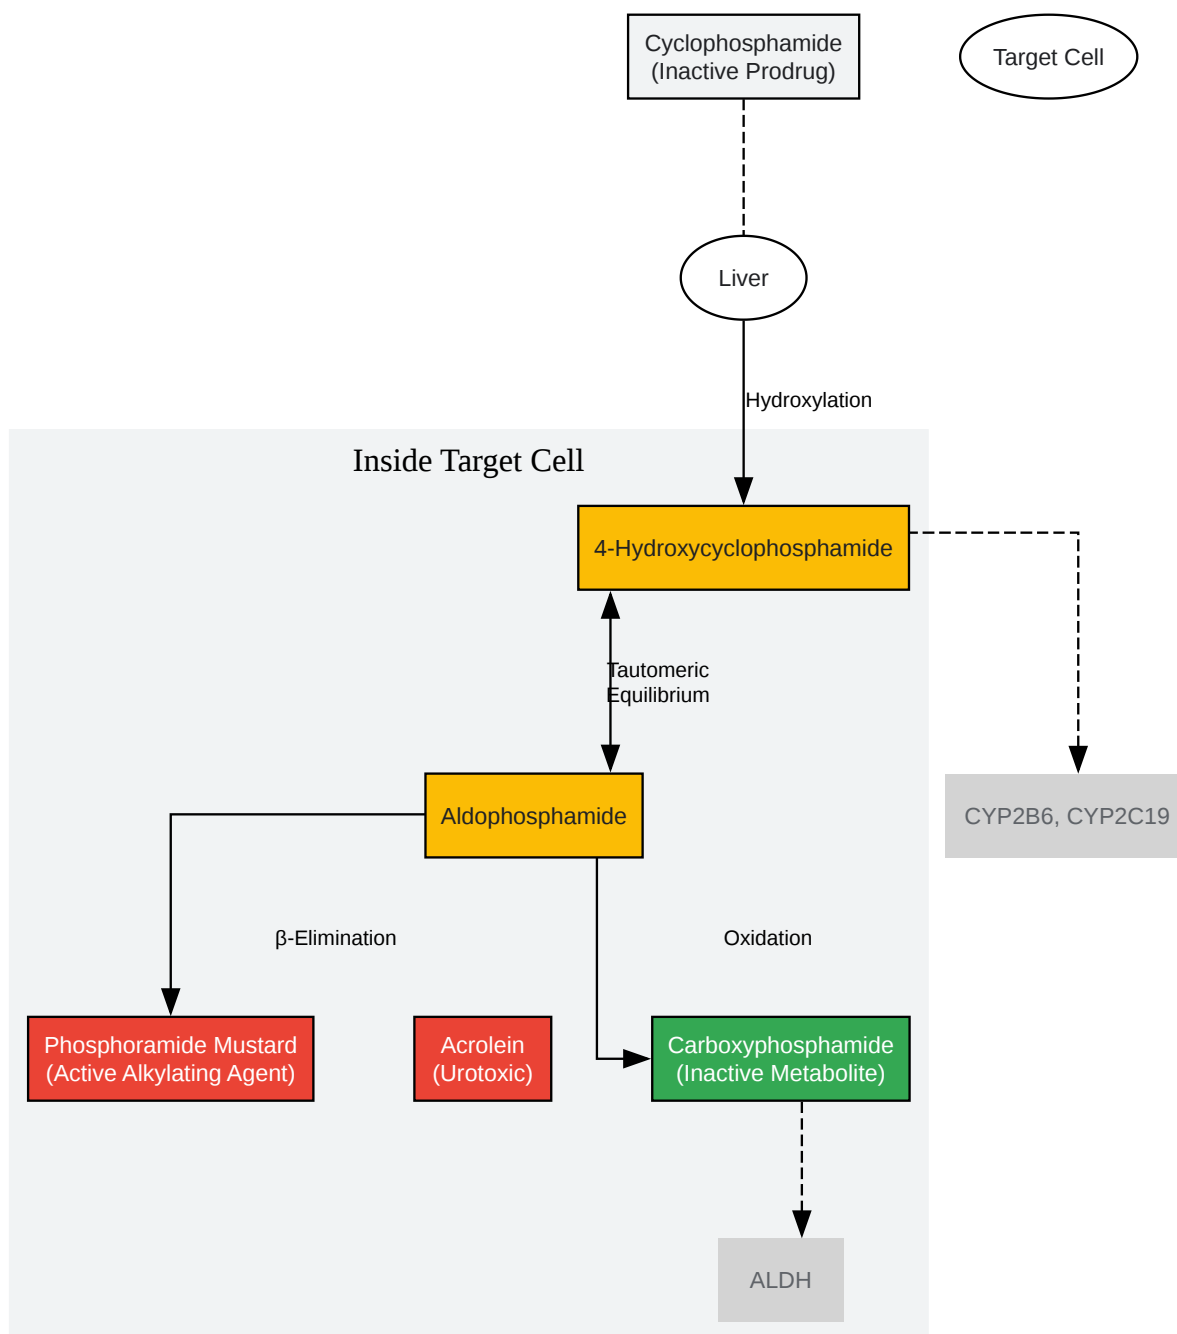 Cyclophosphamide
(Inactive Prodrug)
Target Cell
Liver
Hydroxylation
Inside Target Cell
4-Hydroxycyclophosphamide
Tautomeric
Equilibrium
Aldophosphamide
CYP2B6, CYP2C19
β-Elimination
Oxidation
Phosphoramide Mustard
(Active Alkylating Agent)
Acrolein
(Urotoxic)
Carboxyphosphamide
(Inactive Metabolite)
ALDH